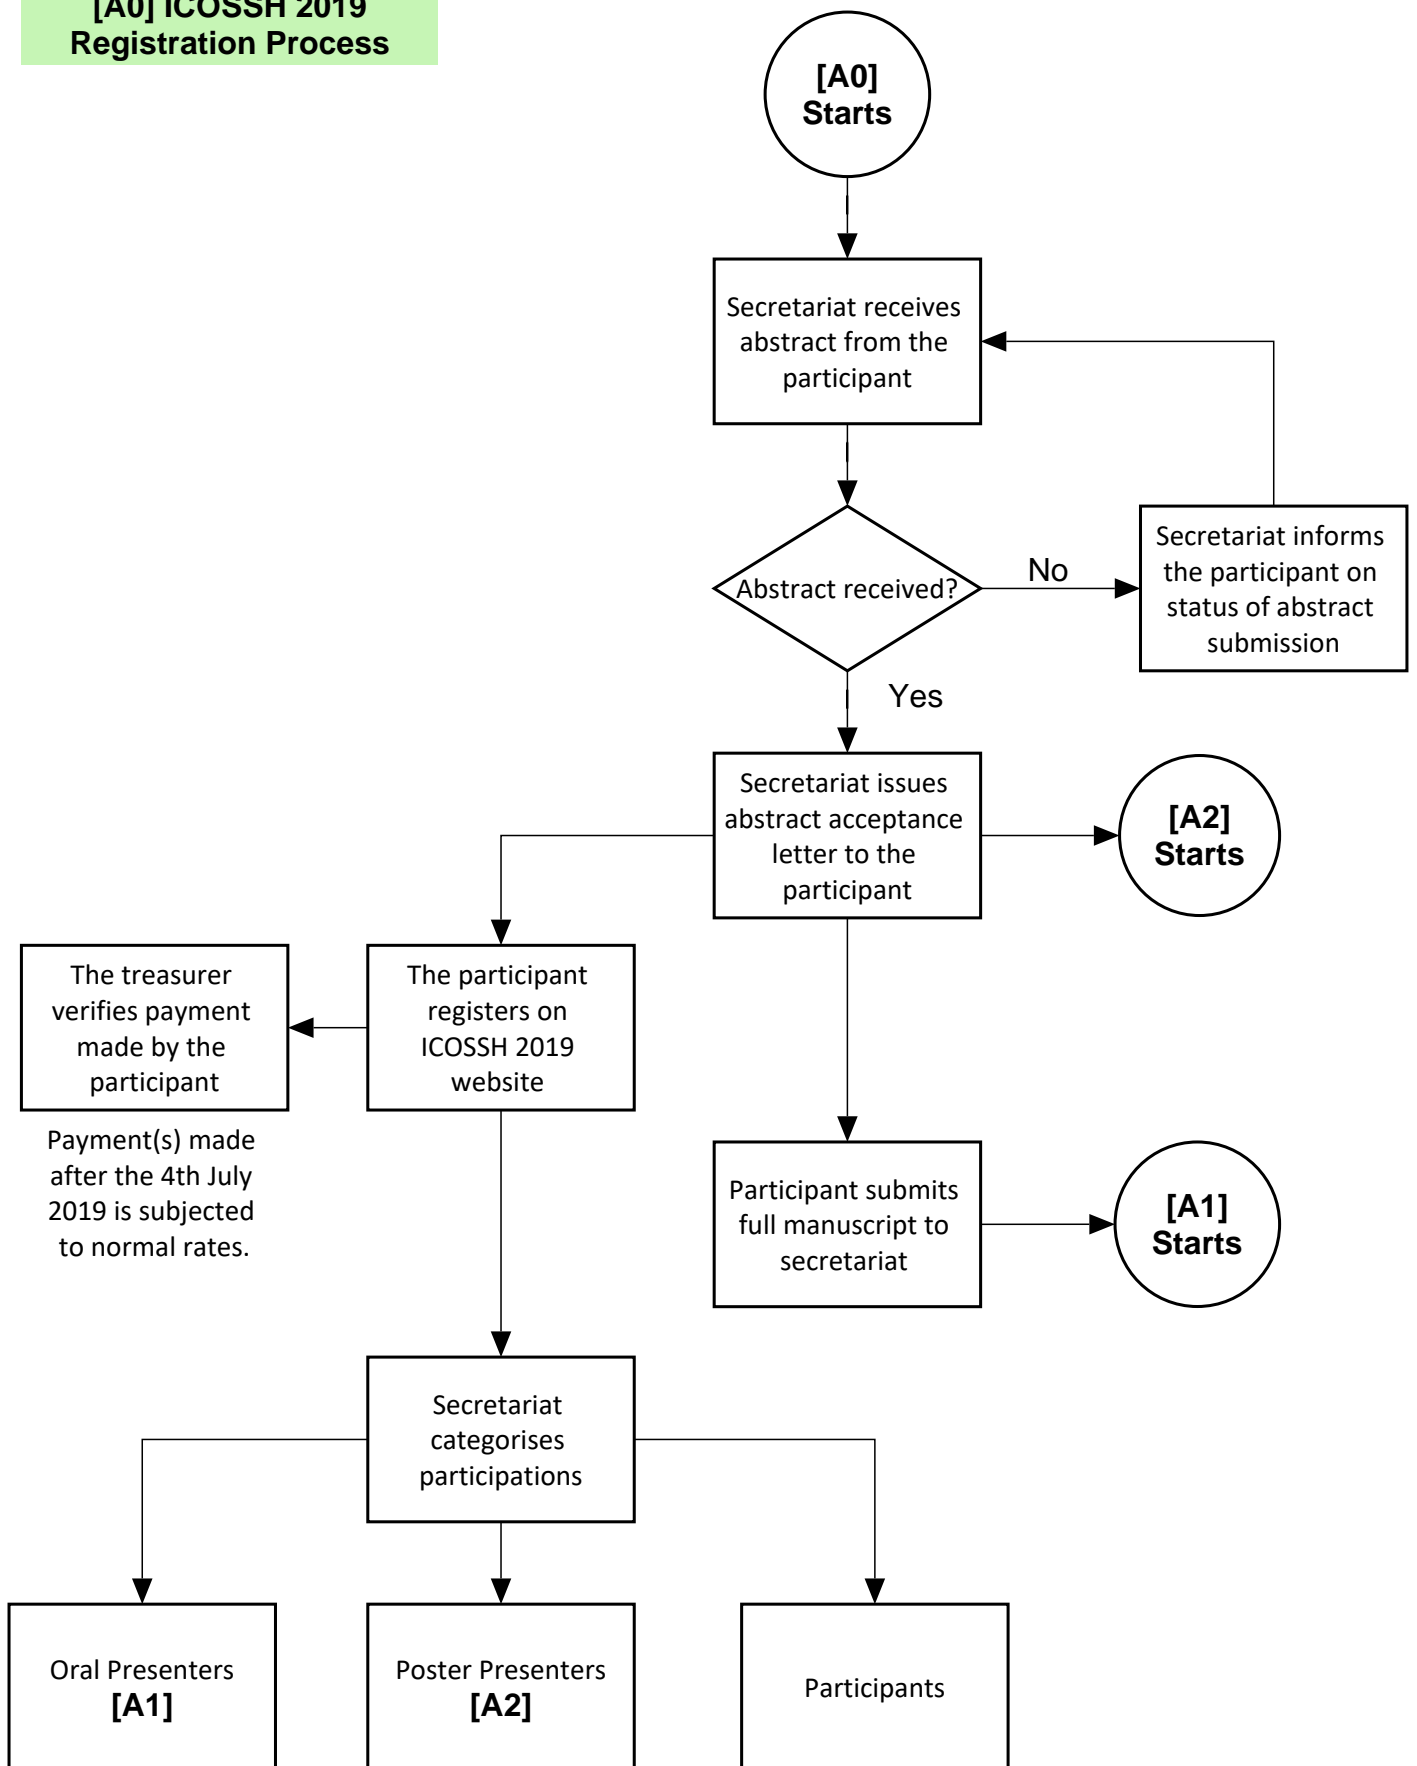 [A0] ICOSSH 2019
Registration Process
[A0]
Starts
Secretariat receives
abstract from the
participant
Abstract received?
No
Secretariat informs
the participant on
status of abstract
submission
Yes
Secretariat issues
abstract acceptance
letter to the
participant
[A2]
Starts
The treasurer
verifies payment
made by the
participant
The participant
registers on
ICOSSH 2019
website
Payment(s) made
after the 4th July
2019 is subjected
to normal rates.
Participant submits
full manuscript to
secretariat
[A1]
Starts
Secretariat
categorises
participations
Oral Presenters
[A1]
Poster Presenters
[A2]
Participants